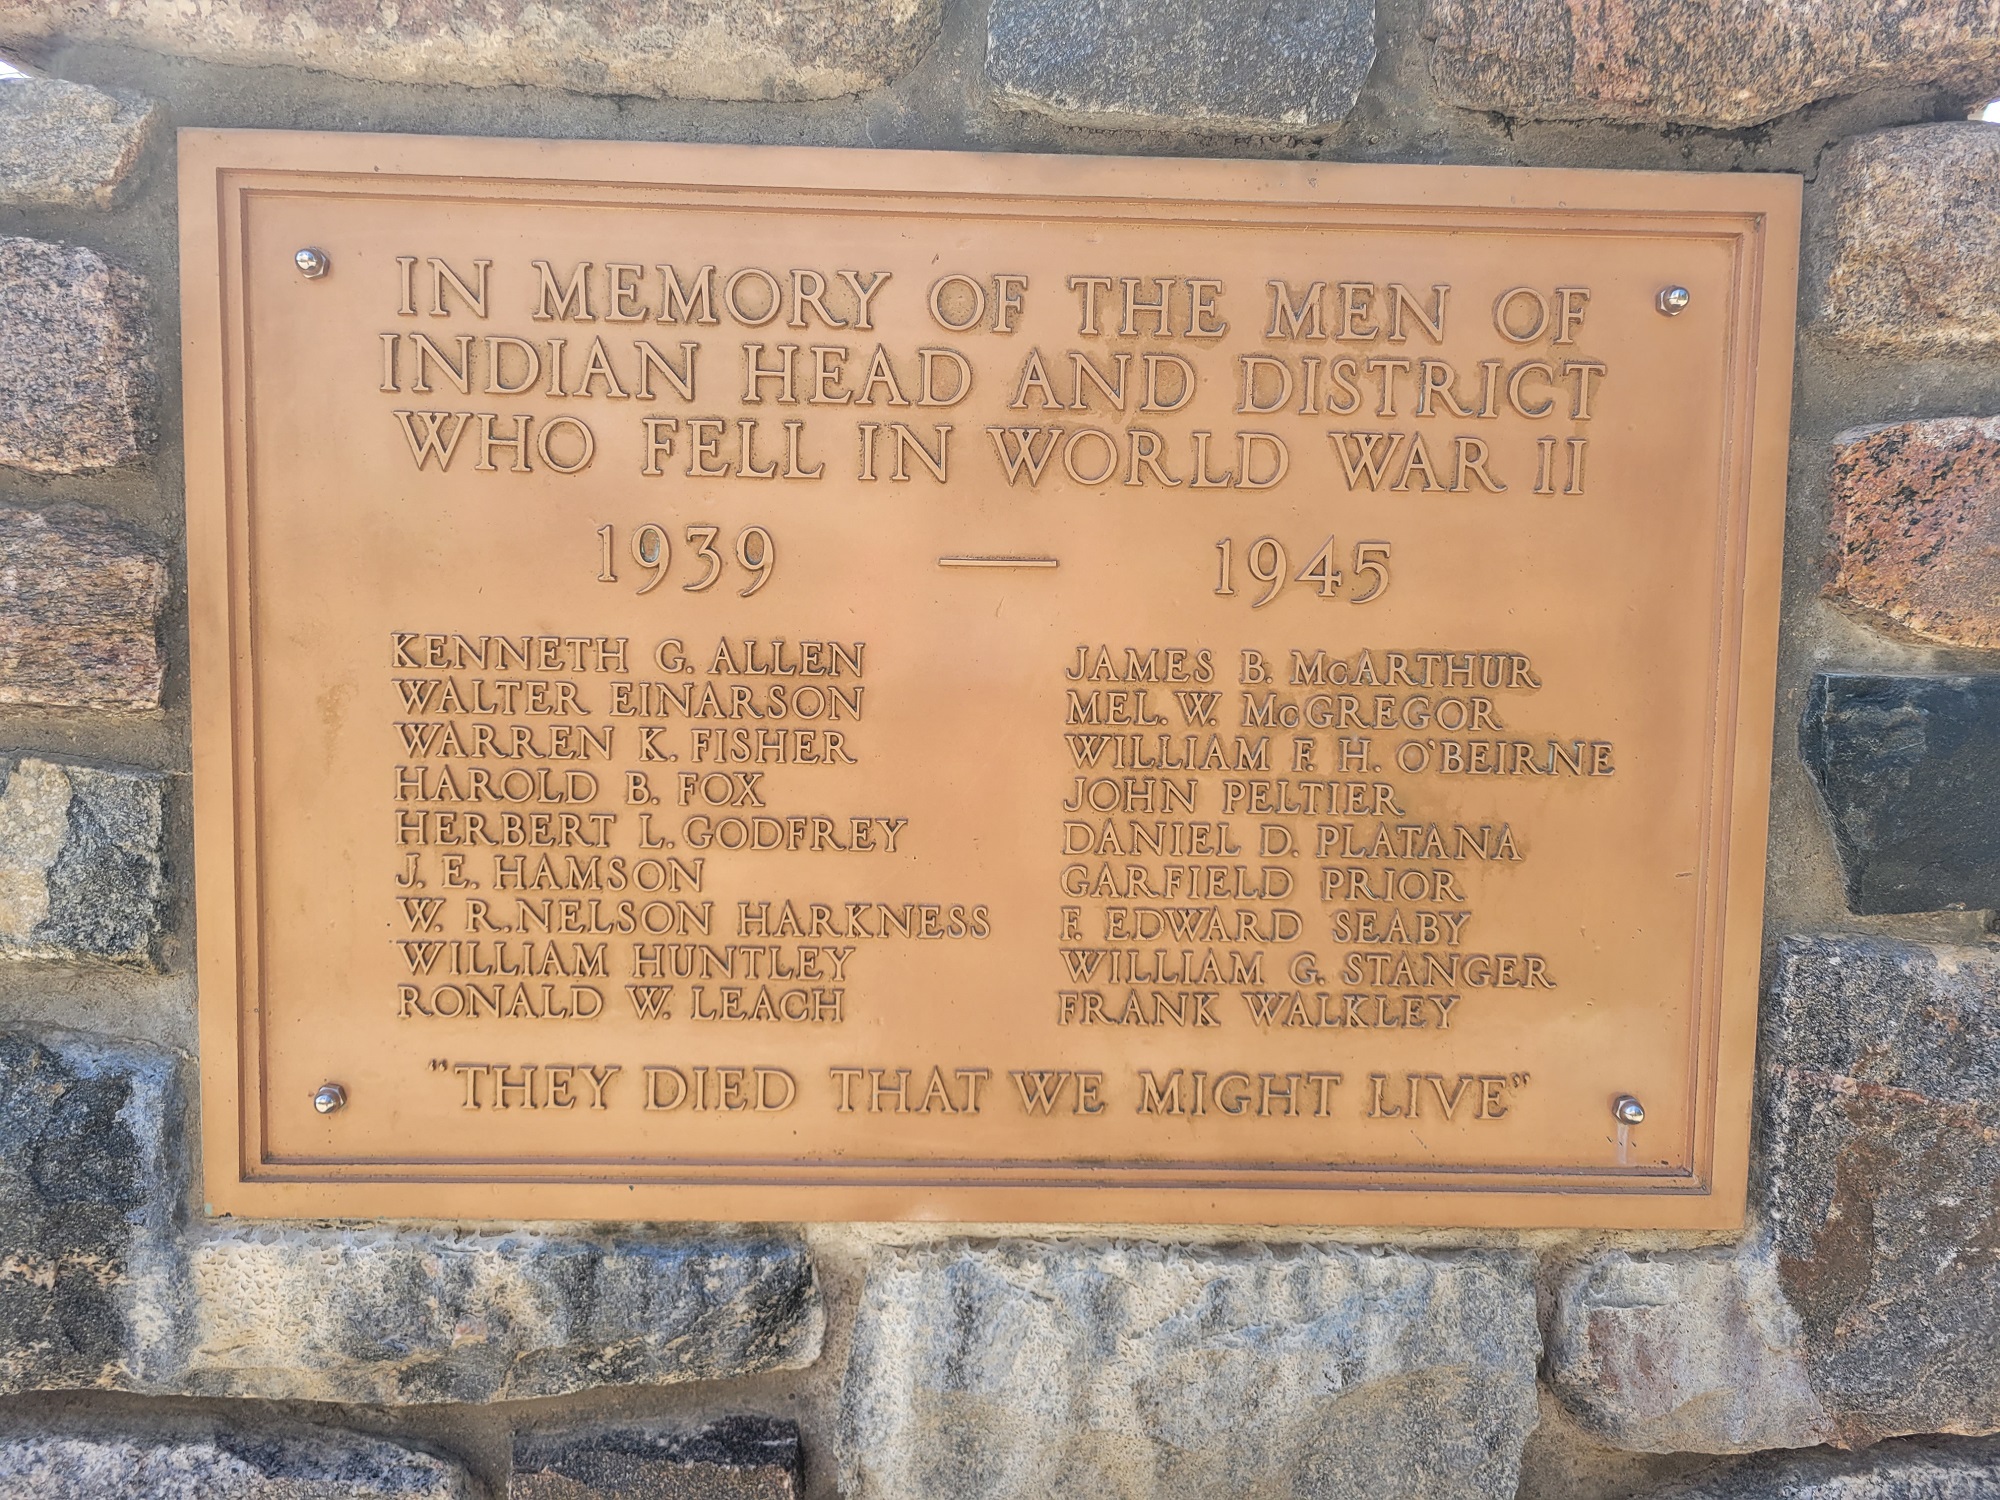 IN MEMORY OF THE MEN OF
INDIAN HEAD AND DISTRICT
WHO FELL IN WORLD WAR II
1939 — 1945
KENNETH G. ALLEN
WALTER EINARSON
WARREN K. FISHER
HAROLD B. FOX
HERBERT L. GODFREY
J. E. HAMSON
W. R. NELSON HARKNESS
WILLIAM HUNTLEY
RONALD W. LEACH
JAMES B. McARTHUR
MEL. W. McGREGOR
WILLIAM F. H. O'BEIRNE
JOHN PELTIER
DANIEL D. PLATANA
GARFIELD PRIOR
F. EDWARD SEABY
WILLIAM G. STANGER
FRANK WALKLEY
"THEY DIED THAT WE MIGHT LIVE"